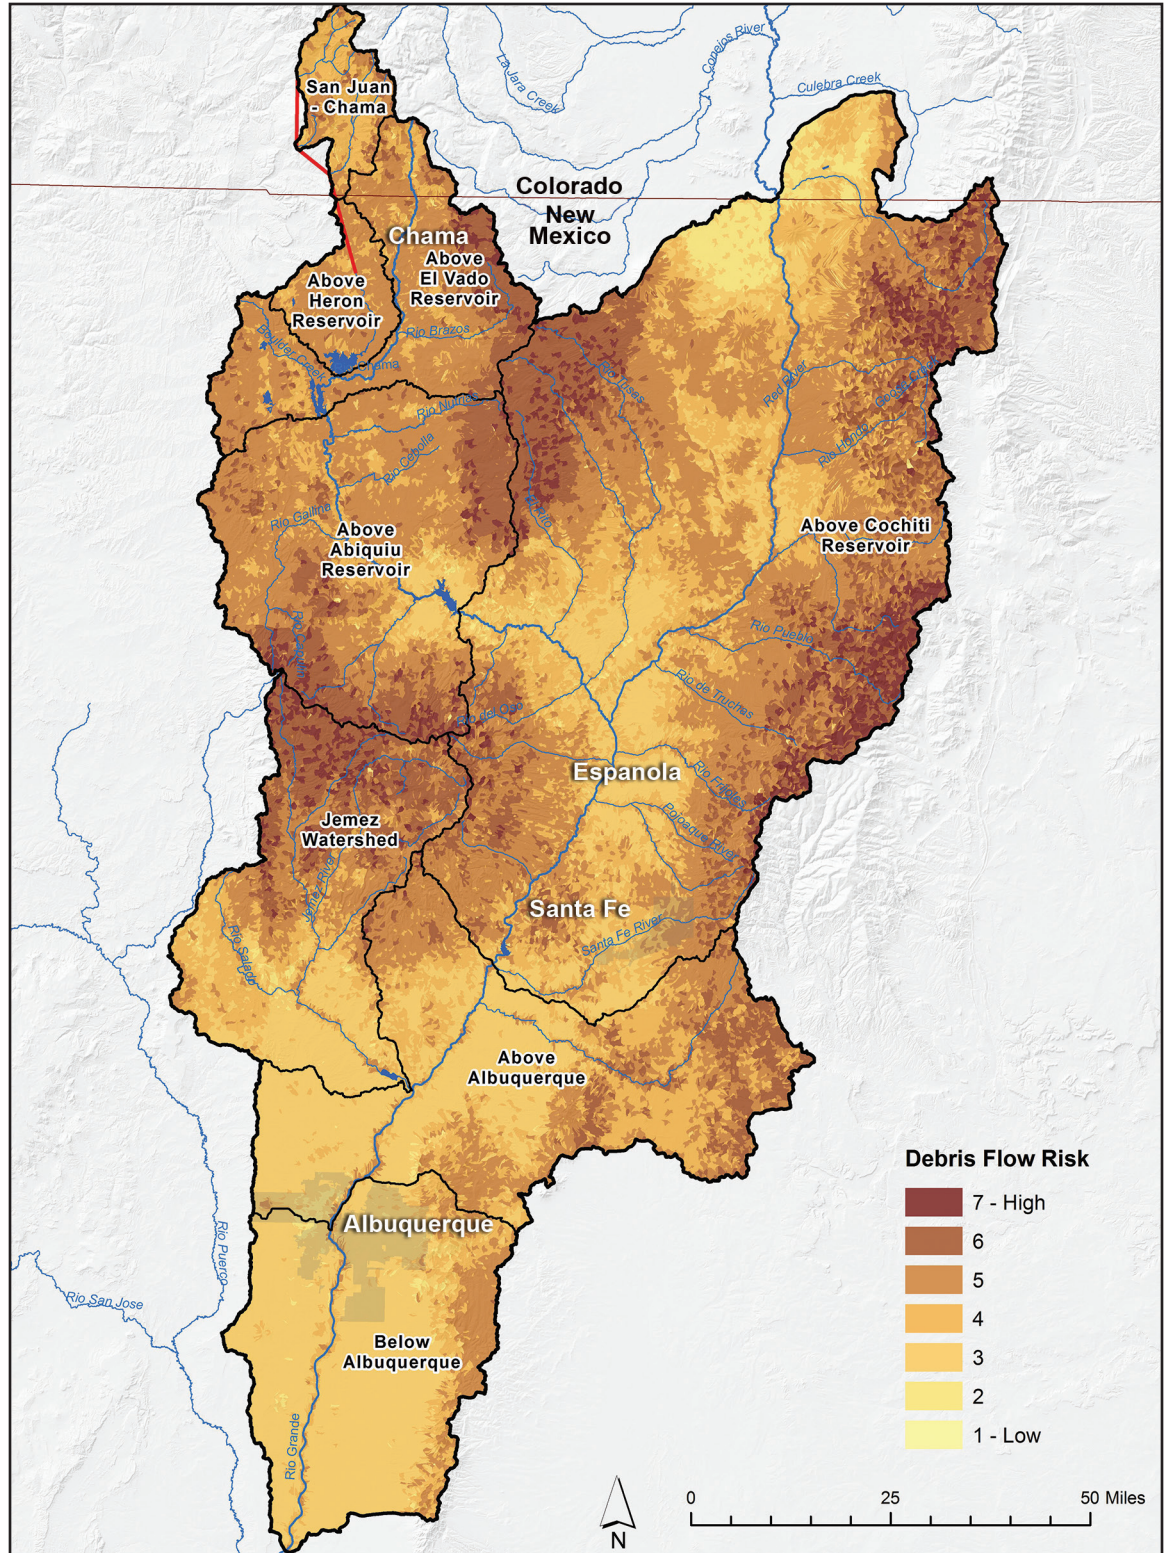 San Juan
- Chama
La Jara Creek
Conejos River
Culebra Creek
Colorado
New
Mexico
Chama
Above
El Vado
Reservoir
Above
Heron
Reservoir
Boulder Creek
Rio Brazos
Chama
Rio Nutrias
Rio Cebolla
Rio Tusas
Red River
Rio Hondo
Rio Gallina
Above
Abiquiu
Reservoir
El Rito
Above Cochiti
Reservoir
Rio Pueblo
Rio de Truchas
Rio del Oso
Espanola
Rio Frijoles
Pojoaque River
Jemez
Watershed
Jemez River
Santa Fe
Santa Fe River
Rio Salado
Above
Albuquerque
Albuquerque
Rio Puerco
Rio San Jose
Below
Albuquerque
Rio Grande
Debris Flow Risk
7 - High
6
5
4
3
2
1 - Low
N
0 25 50 Miles